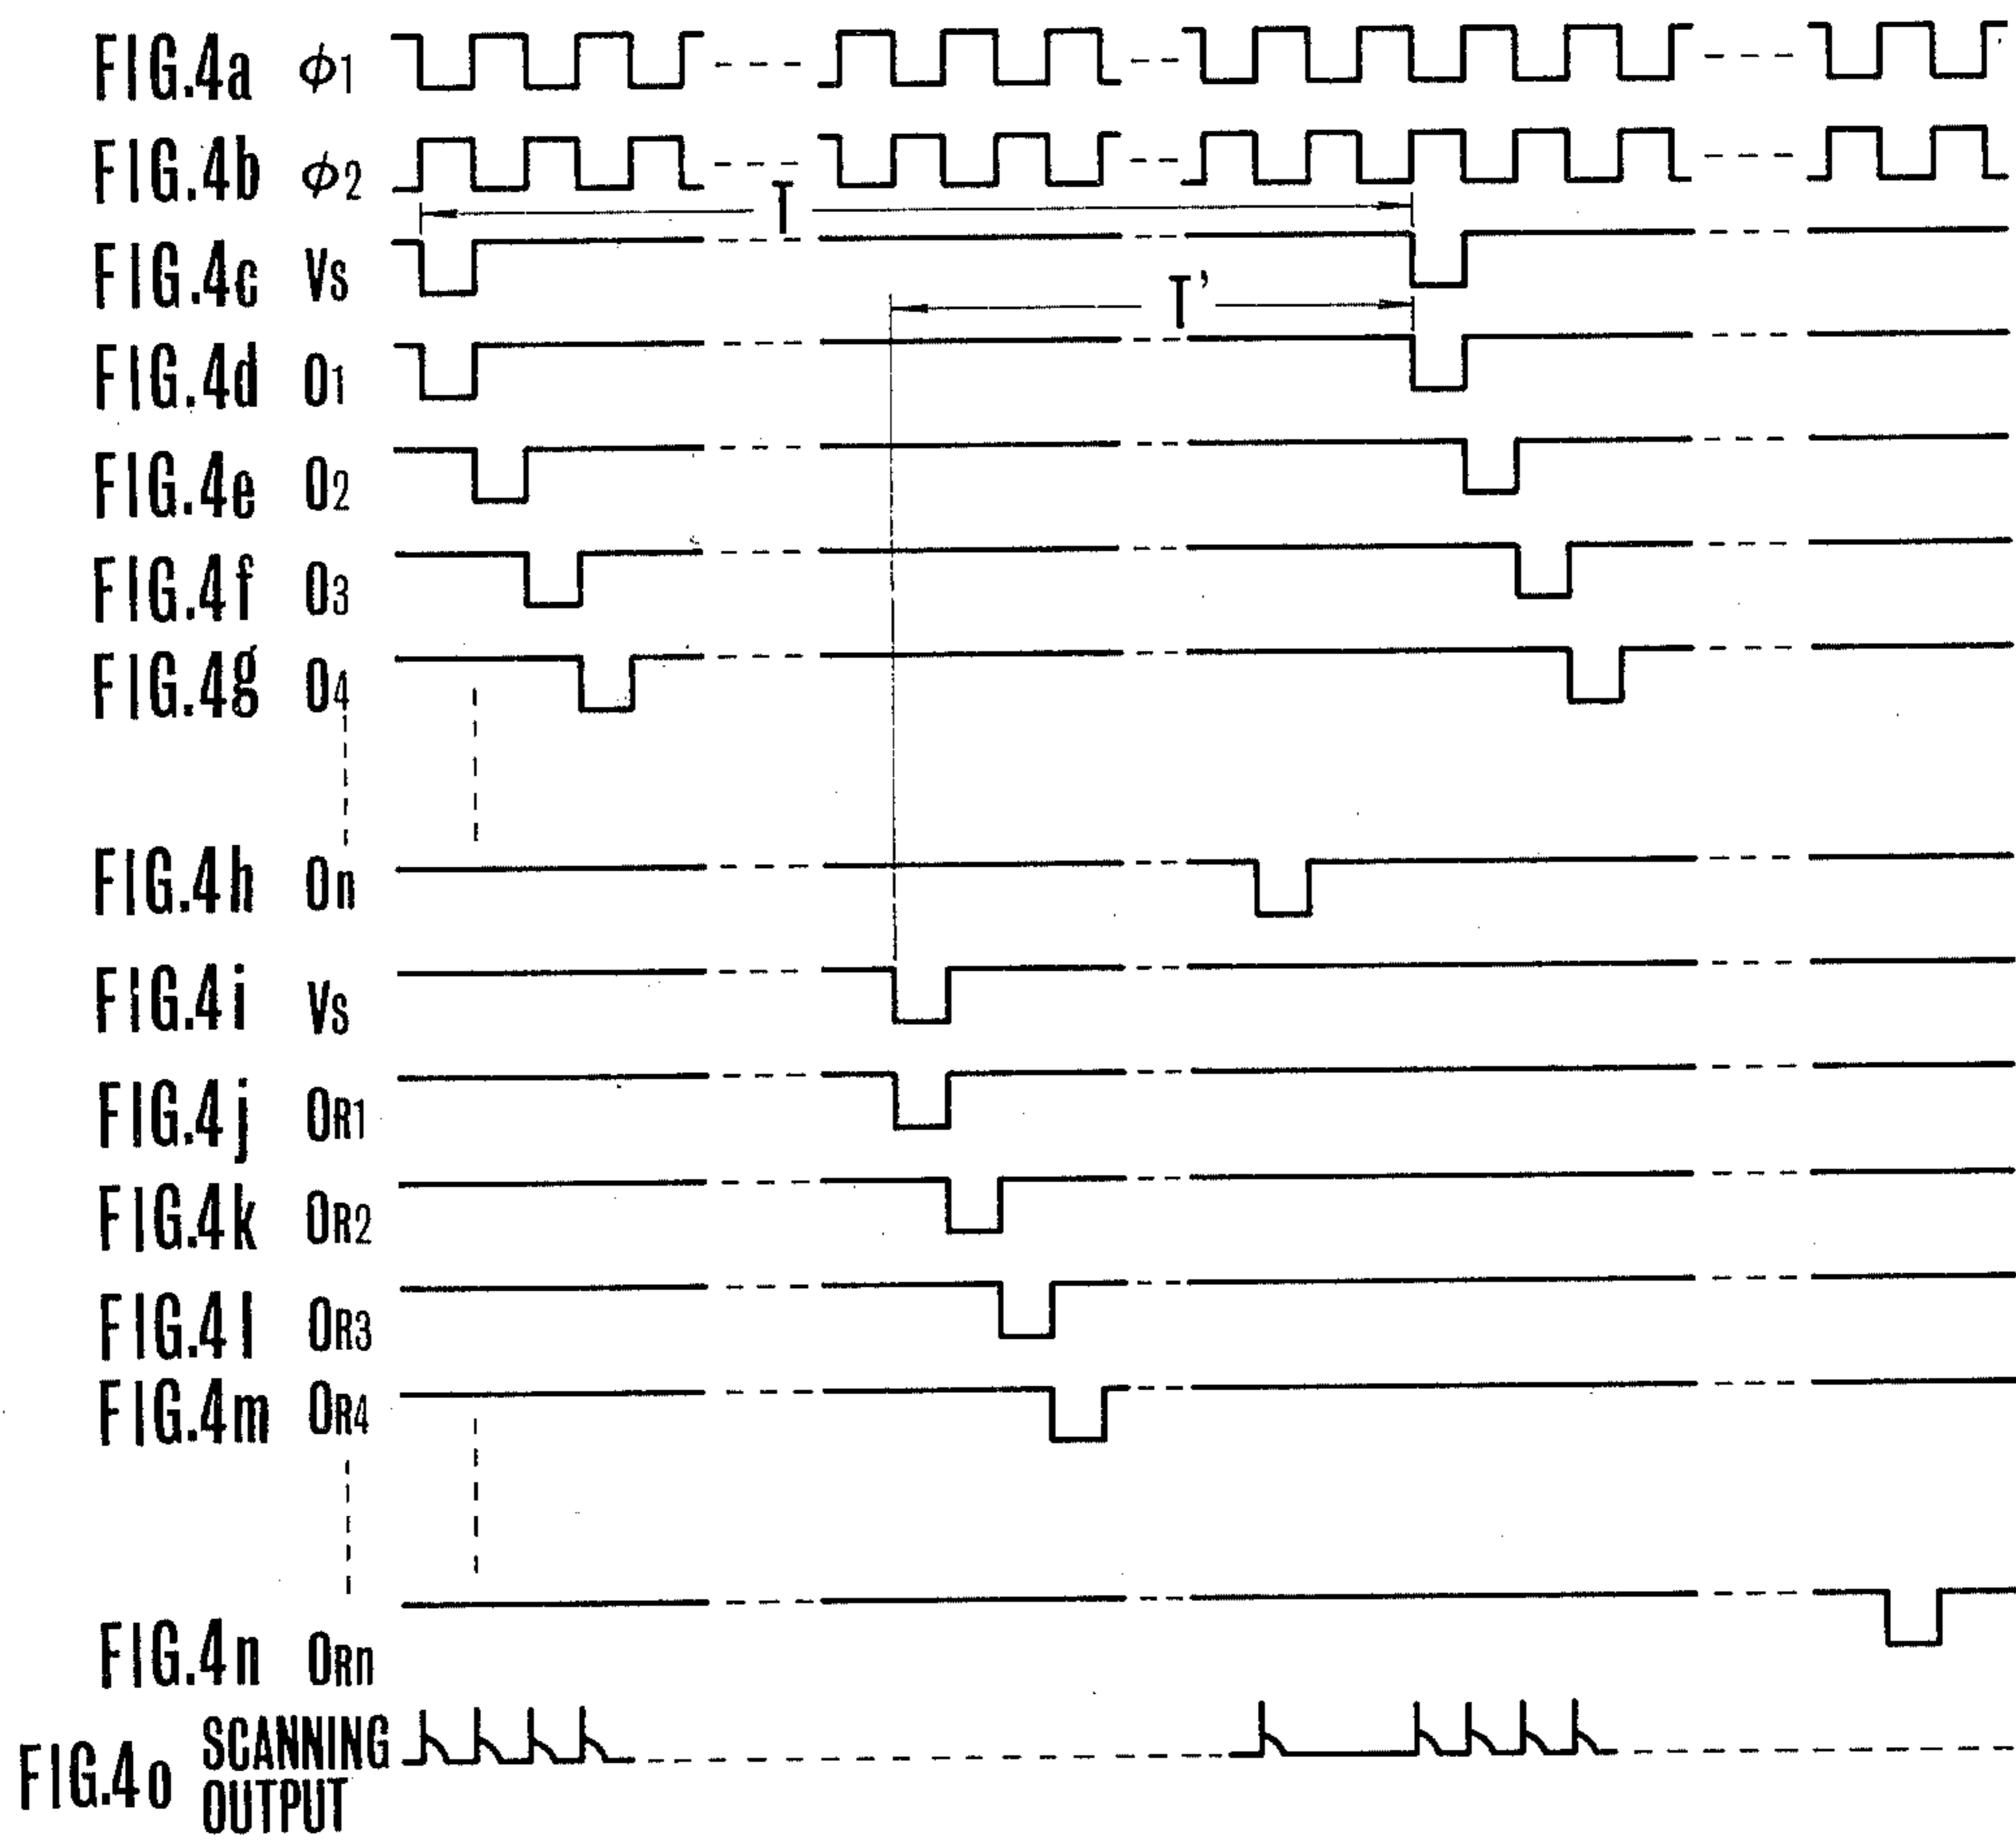 FIG.4a φ1
FIG.4b φ2
T
FIG.4c VS
T'
FIG.4d O1
FIG.4e O2
FIG.4f O3
FIG.4g O4
FIG.4h On
FIG.4i VS
FIG.4j OR1
FIG.4k OR2
FIG.4l OR3
FIG.4m OR4
FIG.4n ORn
FIG.4o SCANNING
OUTPUT